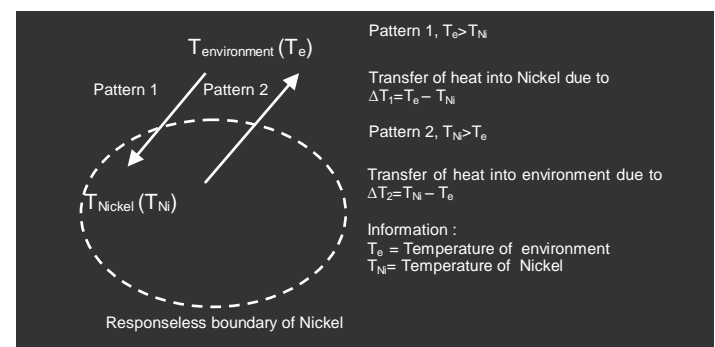 T_environment (T_e)
Pattern 1
Pattern 2
T_Nickel (T_Ni)
Responseless boundary of Nickel
Pattern 1, T_e>T_Ni
Transfer of heat into Nickel due to
ΔT_1=T_e – T_Ni
Pattern 2, T_Ni>T_e
Transfer of heat into environment due to
ΔT_2=T_Ni – T_e
Information :
T_e = Temperature of environment
T_Ni= Temperature of Nickel